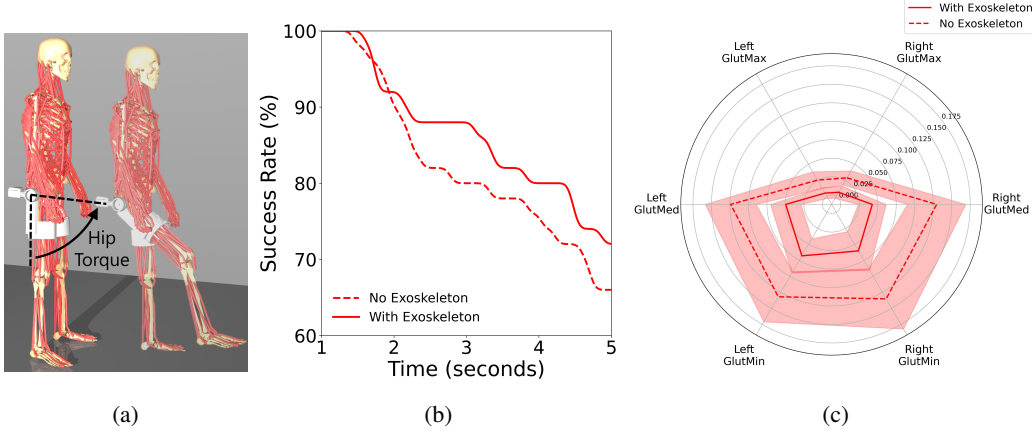 Hip
Torque
(a)
Success Rate (%)
100
90
80
70
60
No Exoskeleton
With Exoskeleton
1
2
3
4
5
Time (seconds)
(b)
With Exoskeleton
No Exoskeleton
Left
GlutMax
Right
GlutMax
0.175
0.150
0.125
0.100
0.075
0.050
0.025
0.000
Left
GlutMed
Right
GlutMed
Left
GlutMin
Right
GlutMin
(c)